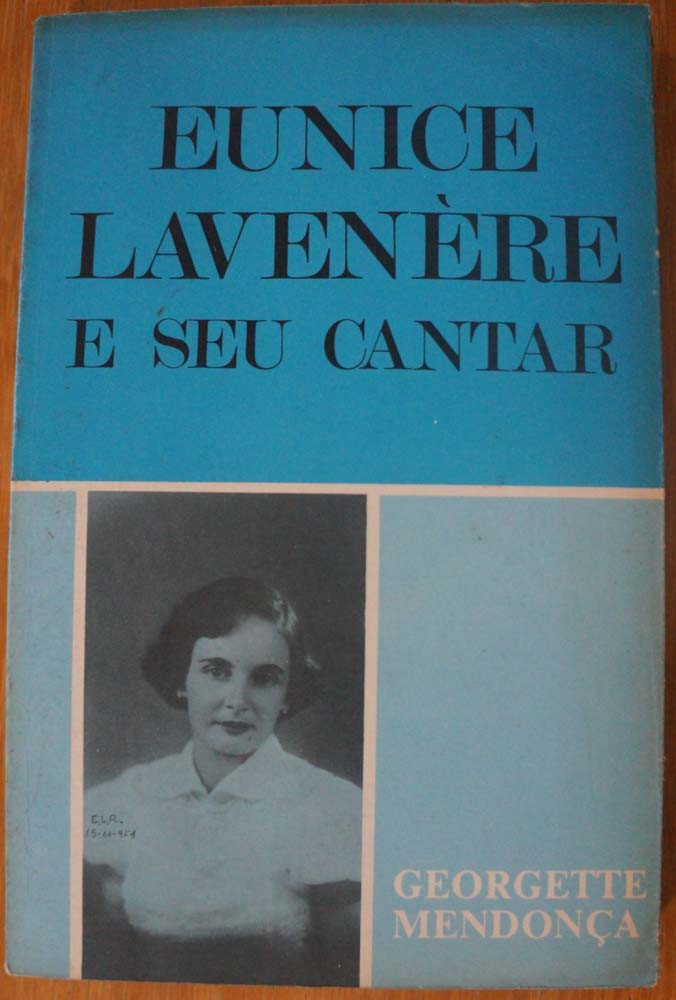 EUNICE
LAVENÈRE
E SEU CANTAR
E.L.R.
GEORGETTE
MENDONÇA